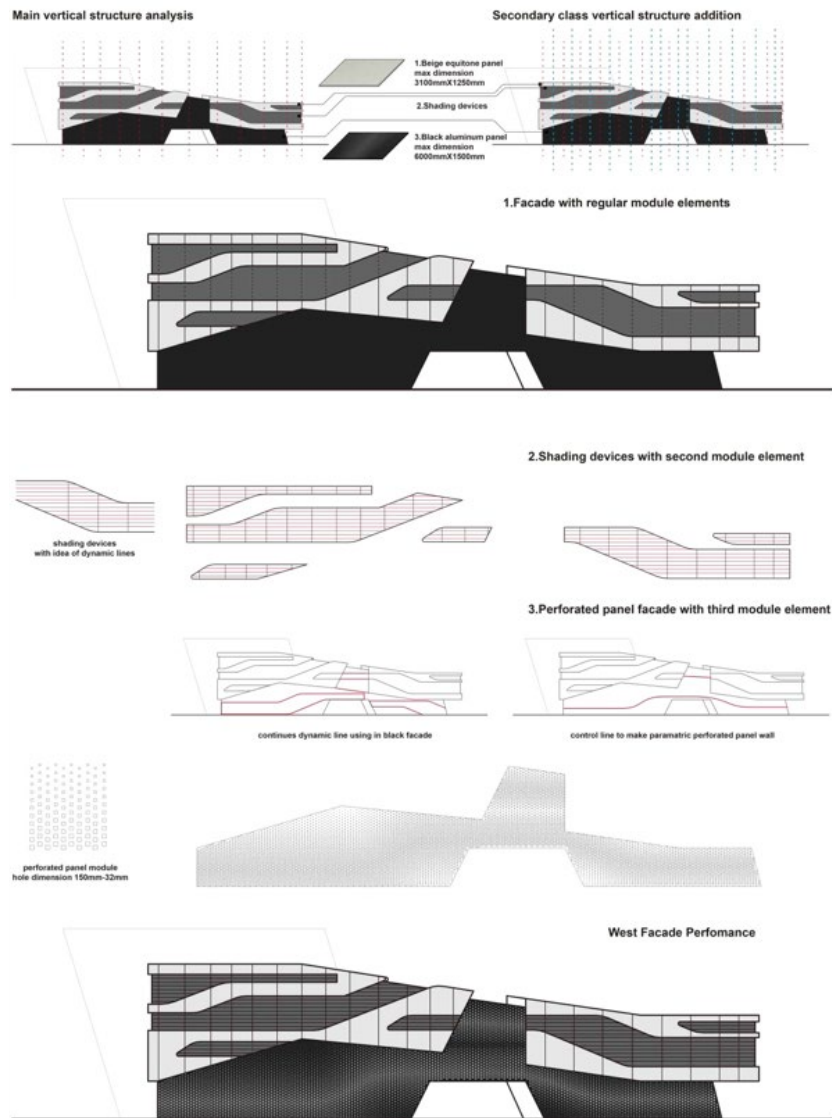 Main vertical structure analysis
Secondary class vertical structure addition
1.Beige equitone panel
max dimension
3100mmX1250mm
2.Shading devices
3.Black aluminum panel
max dimension
6000mmX1500mm
1.Facade with regular module elements
2.Shading devices with second module element
shading devices
with idea of dynamic lines
3.Perforated panel facade with third module element
continues dynamic line using in black facade
control line to make paramatric perforated panel wall
perforated panel module
hole dimension 150mm-32mm
West Facade Perfomance